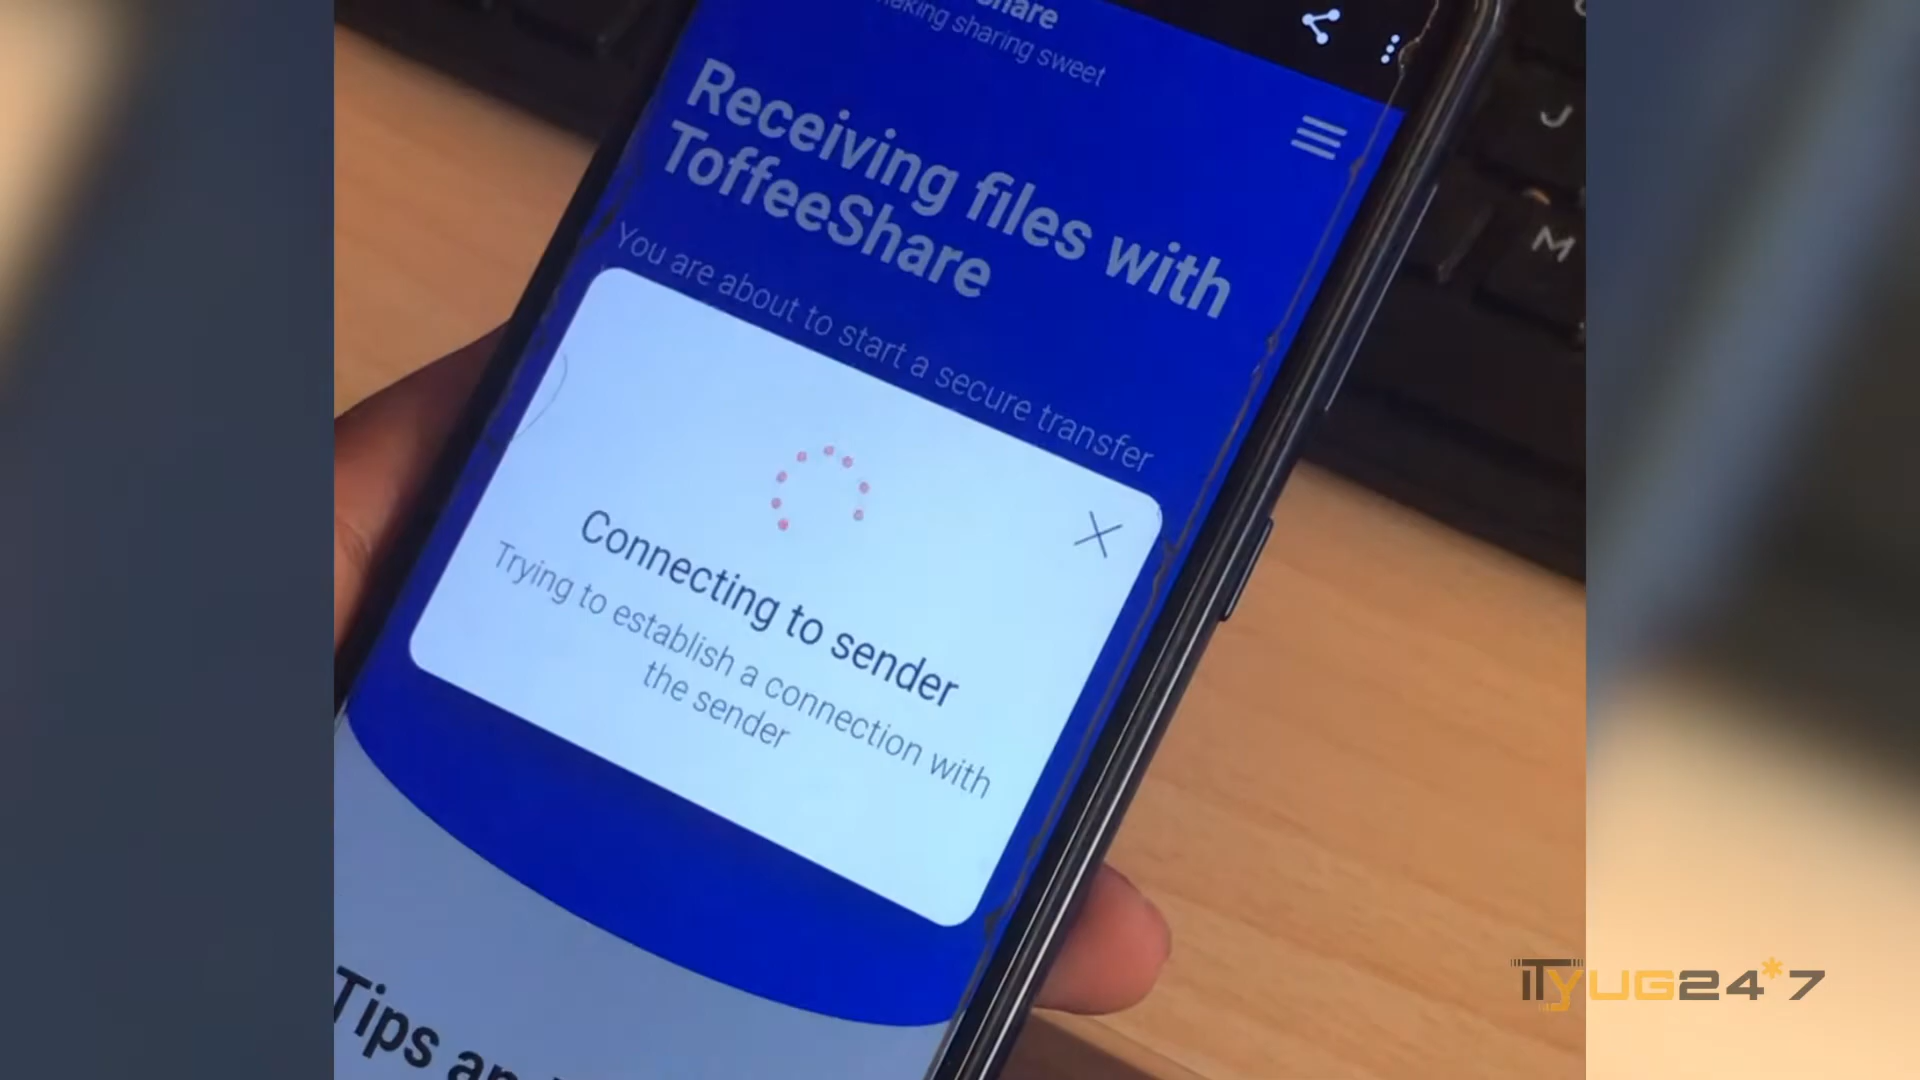 making sharing sweet
Receiving files with
ToffeeShare
You are about to start a secure transfer
Connecting to sender
Trying to establish a connection with
the sender
Tips
J
M
ITYUG24*7